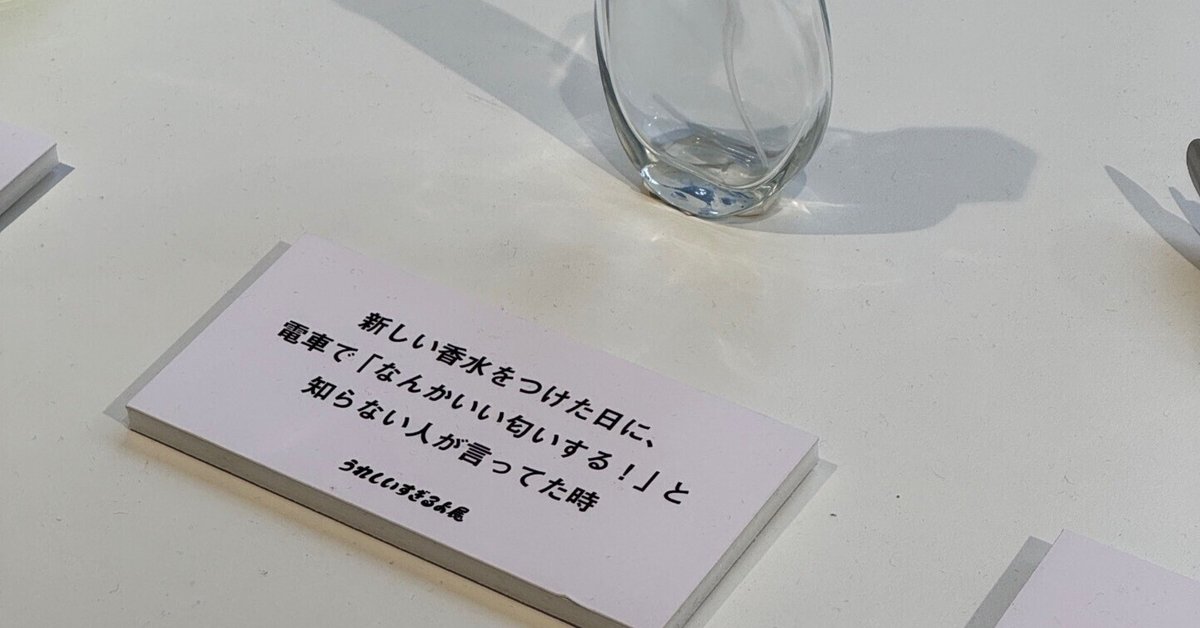 新しい香水をつけた日に、
電車で「なんかいい匂いする！」と
知らない人が言ってた時
うれしいすぎるよ尾